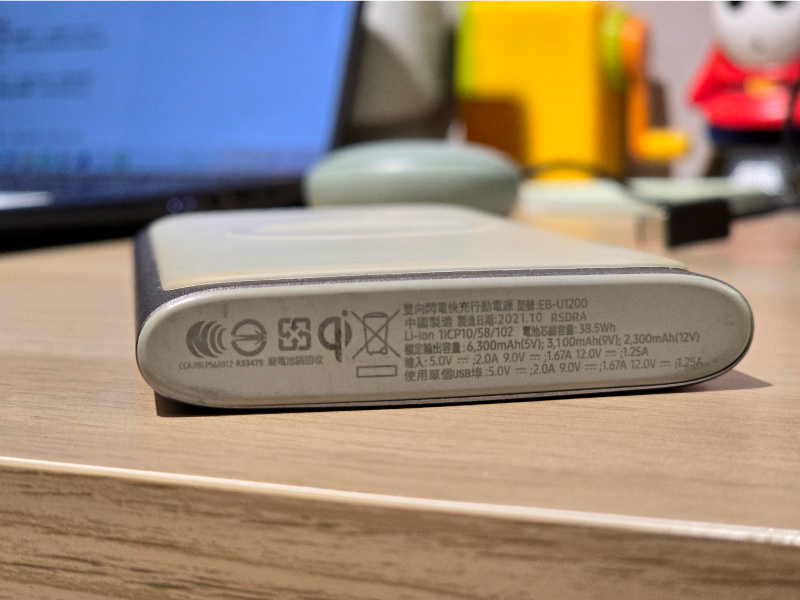 雙向閃電快充行動電源 型號:EB-U1200
中國製造 製造日期:2021.10 RSDRA
Li-ion 1ICP10/58/102 電池芯額容量:38.5Wh
額定輸出容量: 6,300mAh(5V); 3,100mAh(9V); 2,300mAh(12V)
輸入: 5.0V ⎓ ;2.0A 9.0V ⎓ ;1.67A 12.0V ⎓ ;1.25A
使用單個USB埠 :5.0V ⎓ ;2.0A 9.0V ⎓ ;1.67A 12.0V ⎓ ;1.25A
qi
R33479 廢電池請回收